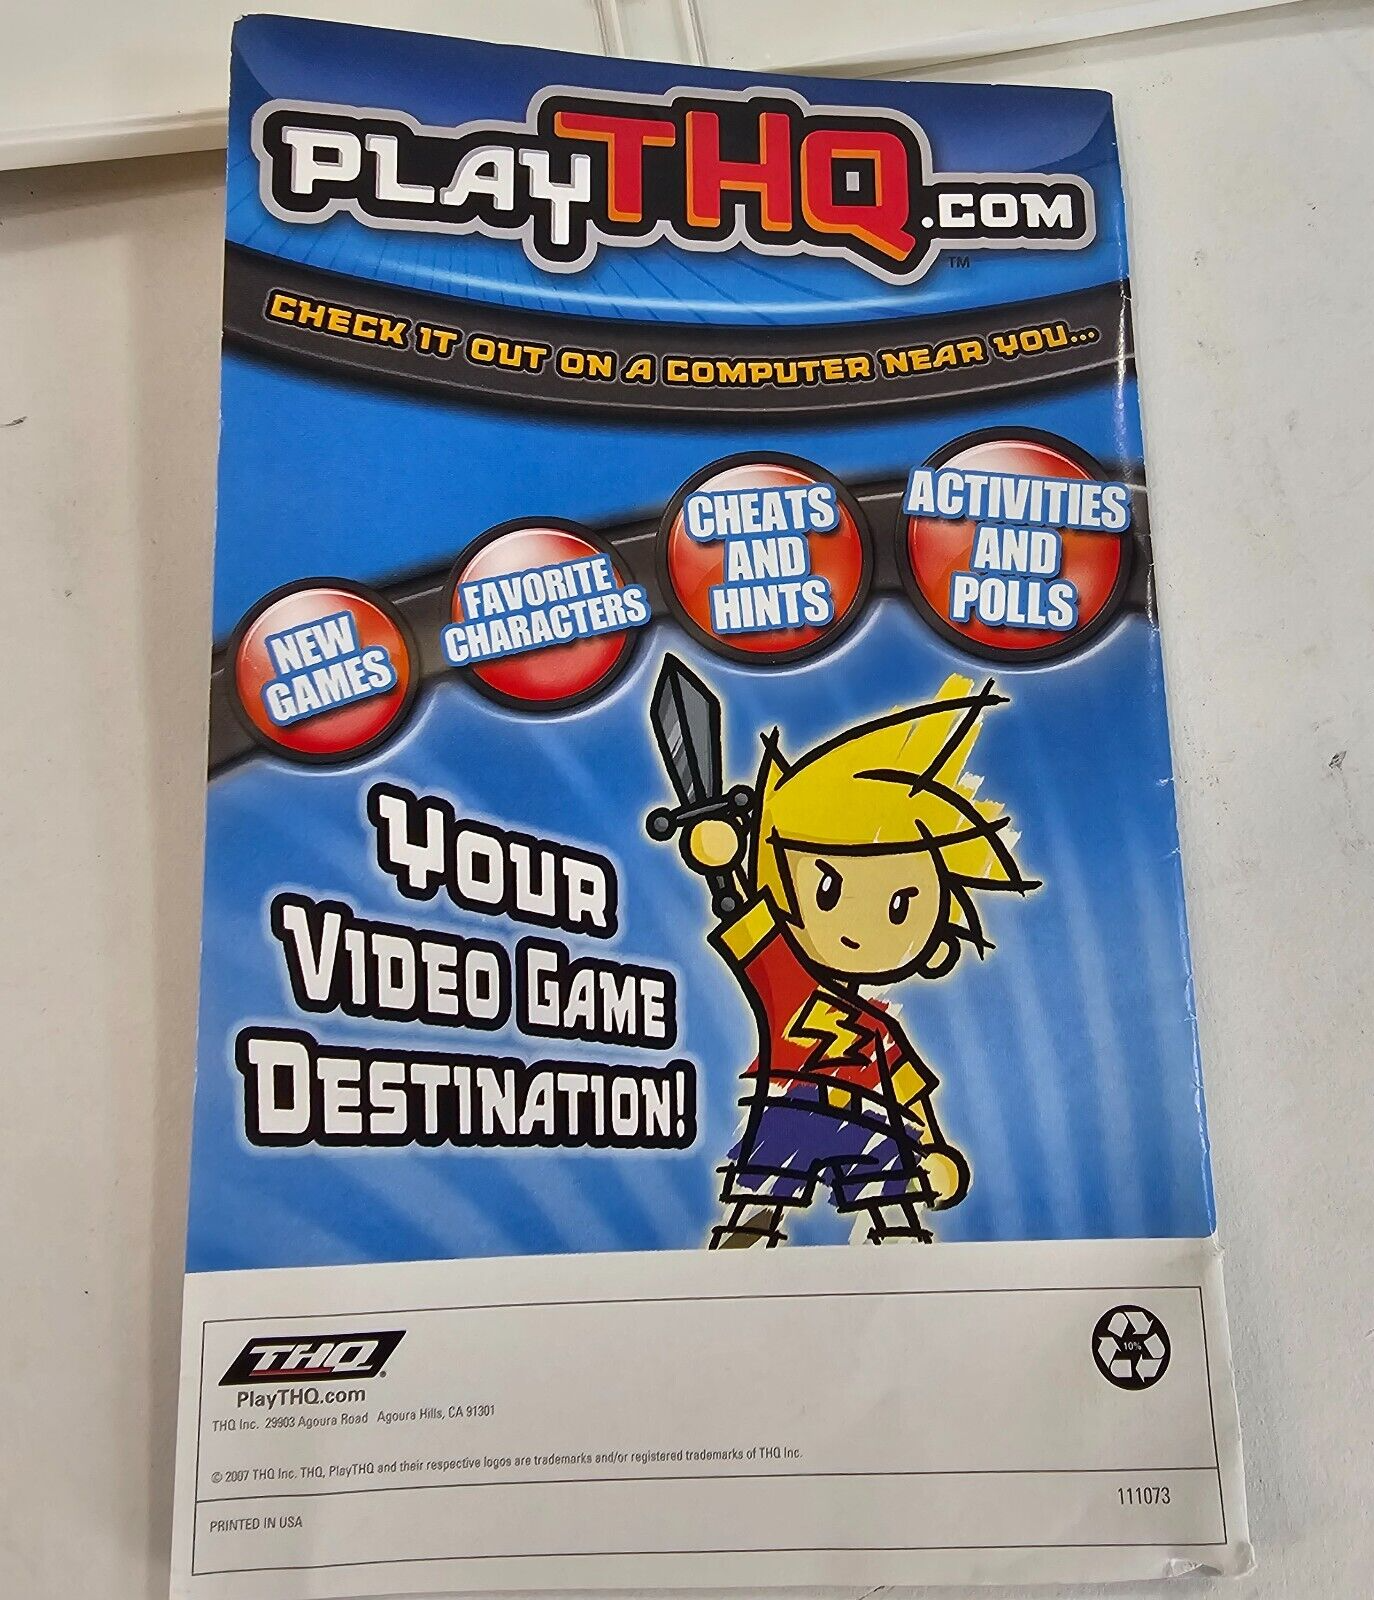 PLAYTHQ.COM
TM
CHECK IT OUT ON A COMPUTER NEAR YOU...
NEW
GAMES
FAVORITE
CHARACTERS
CHEATS
AND
HINTS
ACTIVITIES
AND
POLLS
YOUR
VIDEO GAME
DESTINATION!
THQ®
PlayTHQ.com
THQ Inc. 29903 Agoura Road Agoura Hills, CA 91301
10%
© 2007 THQ Inc. THQ, PlayTHQ and their respective logos are trademarks and/or registered trademarks of THQ Inc.
111073
PRINTED IN USA